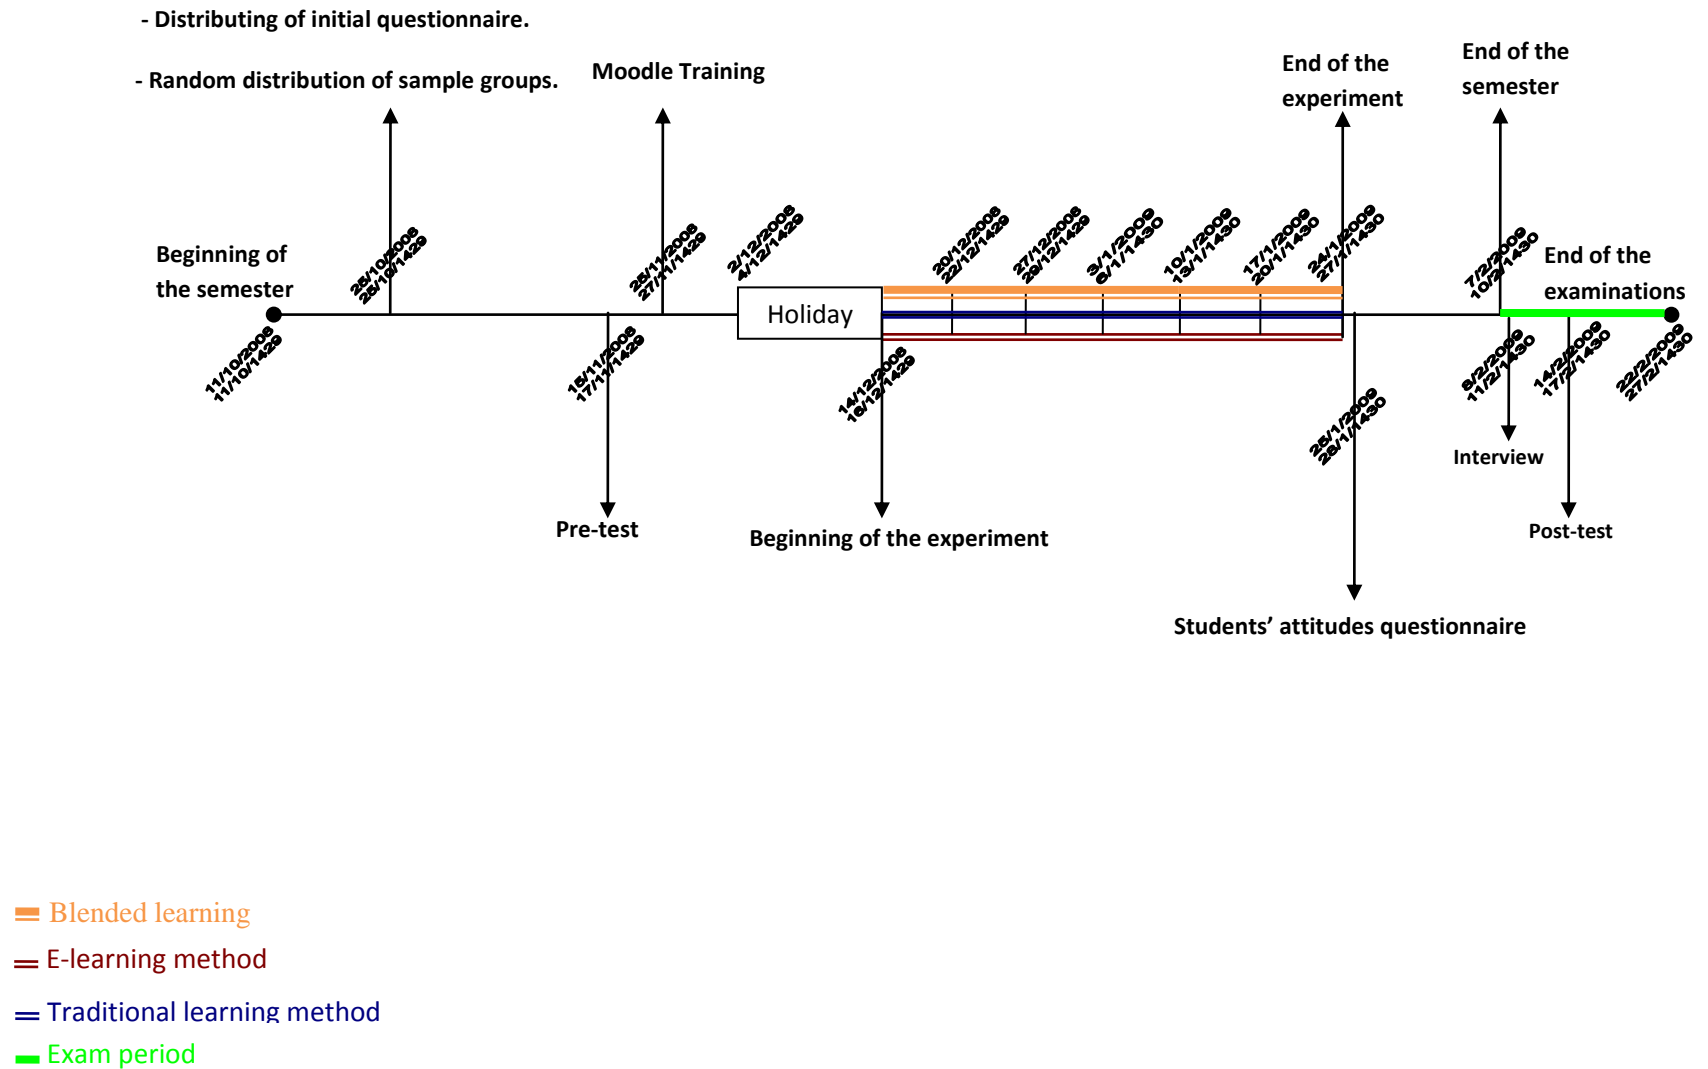 - Distributing of initial questionnaire.
- Random distribution of sample groups.
Moodle Training
End of the
experiment
End of the
semester
Beginning of
the semester
25/10/2008
25/10/1429
25/11/2008
27/11/1429
2/12/2008
4/12/1429
20/12/2008
22/12/1429
27/12/2008
29/12/1429
3/1/2009
6/1/1430
10/1/2009
13/1/1430
17/1/2009
20/1/1430
24/1/2009
27/1/1430
7/2/2009
10/2/1430
End of the
examinations
Holiday
11/10/2008
11/10/1429
15/11/2008
17/11/1429
14/12/2008
16/12/1429
25/1/2009
28/1/1430
8/2/2009
11/2/1430
14/2/2009
17/2/1430
22/2/2009
27/2/1430
Interview
Pre-test
Beginning of the experiment
Post-test
Students' attitudes questionnaire
Blended learning
E-learning method
Traditional learning method
Exam period